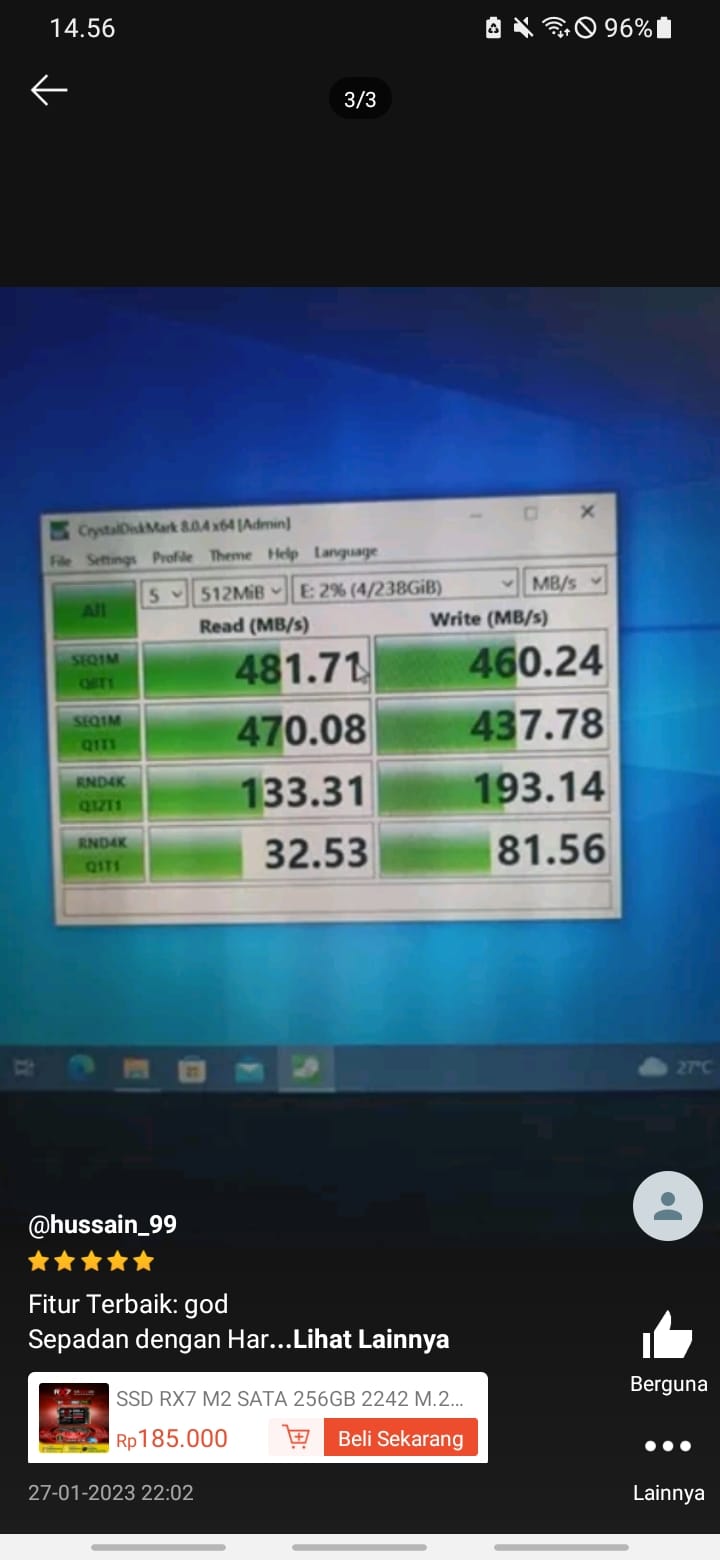 14.56
96%
3/3
CrystalDiskMark 8.0.4 x64 [Admin]
File Settings Profile Theme Help Language
All
5 512MiB E: 2% (4/238GiB) MB/s
Read (MB/s) Write (MB/s)
SEQ1M
Q8T1
481.71 460.24
SEQ1M
Q1T1
470.08 437.78
RND4K
Q32T1
133.31 193.14
RND4K
Q1T1
32.53 81.56
27°C
@hussain_99
Fitur Terbaik: god
Sepadan dengan Har...Lihat Lainnya
Berguna
SSD RX7 M2 SATA 256GB 2242 M.2...
Rp185.000
Beli Sekarang
27-01-2023 22:02
Lainnya